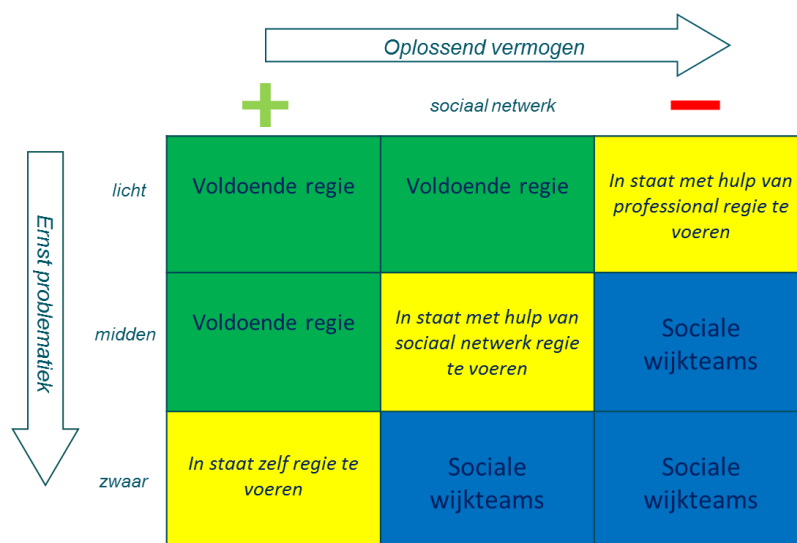 Oplossend vermogen
sociaal netwerk
Ernst problematiek
licht
Voldoende regie
Voldoende regie
In staat met hulp van
professional regie te
voeren
midden
Voldoende regie
In staat met hulp van
sociaal netwerk regie
te voeren
Sociale
wijkteams
zwaar
In staat zelf regie te
voeren
Sociale
wijkteams
Sociale
wijkteams